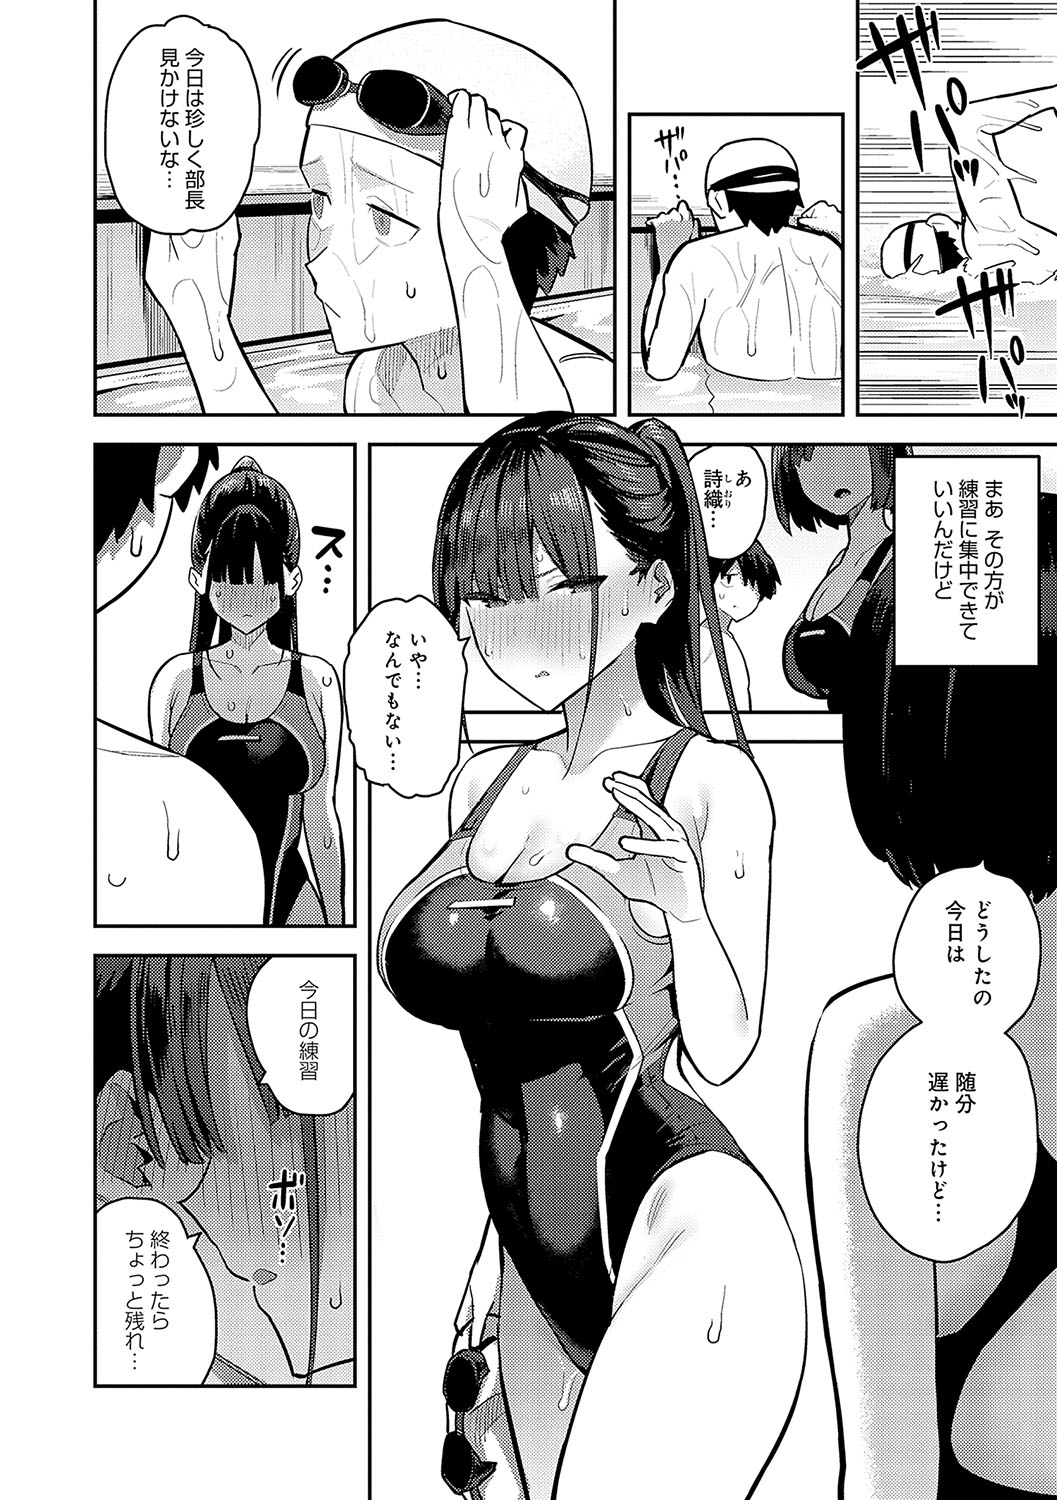 ザパッ
ザパッ
ザパ…
今日は珍しく部長
見かけないな…
まあ その方が
練習に集中できて
いいんだけど
あ
詩織…
しおり
どうしたの
今日は
随分
遅かったけど…
いや…
なんでもない…
ス…
今日の練習
ボソ…
終わったら
ちょっと残れ…